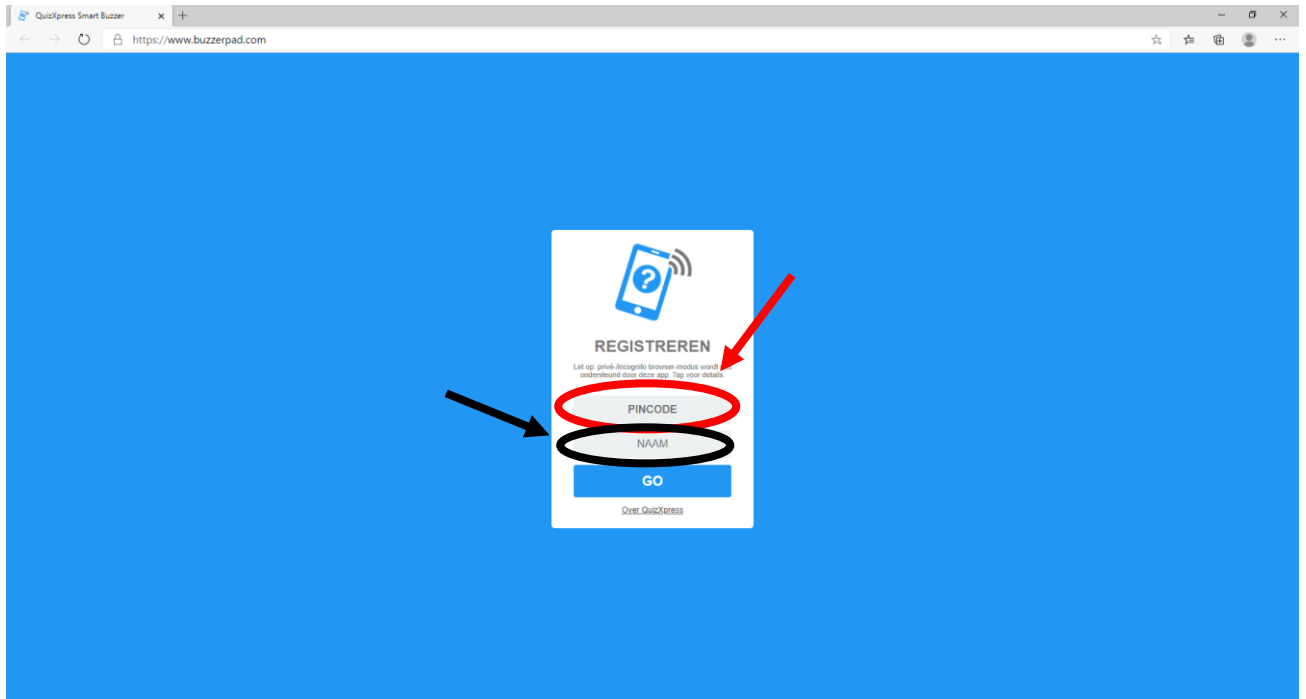 QuizXpress Smart Buzzer
https://www.buzzerpad.com
?
REGISTREREN
Let op: privé-/incognito browser-modus wordt
ondersteund door deze app. Tap voor details.
PINCODE
NAAM
GO
Over QuizXpress